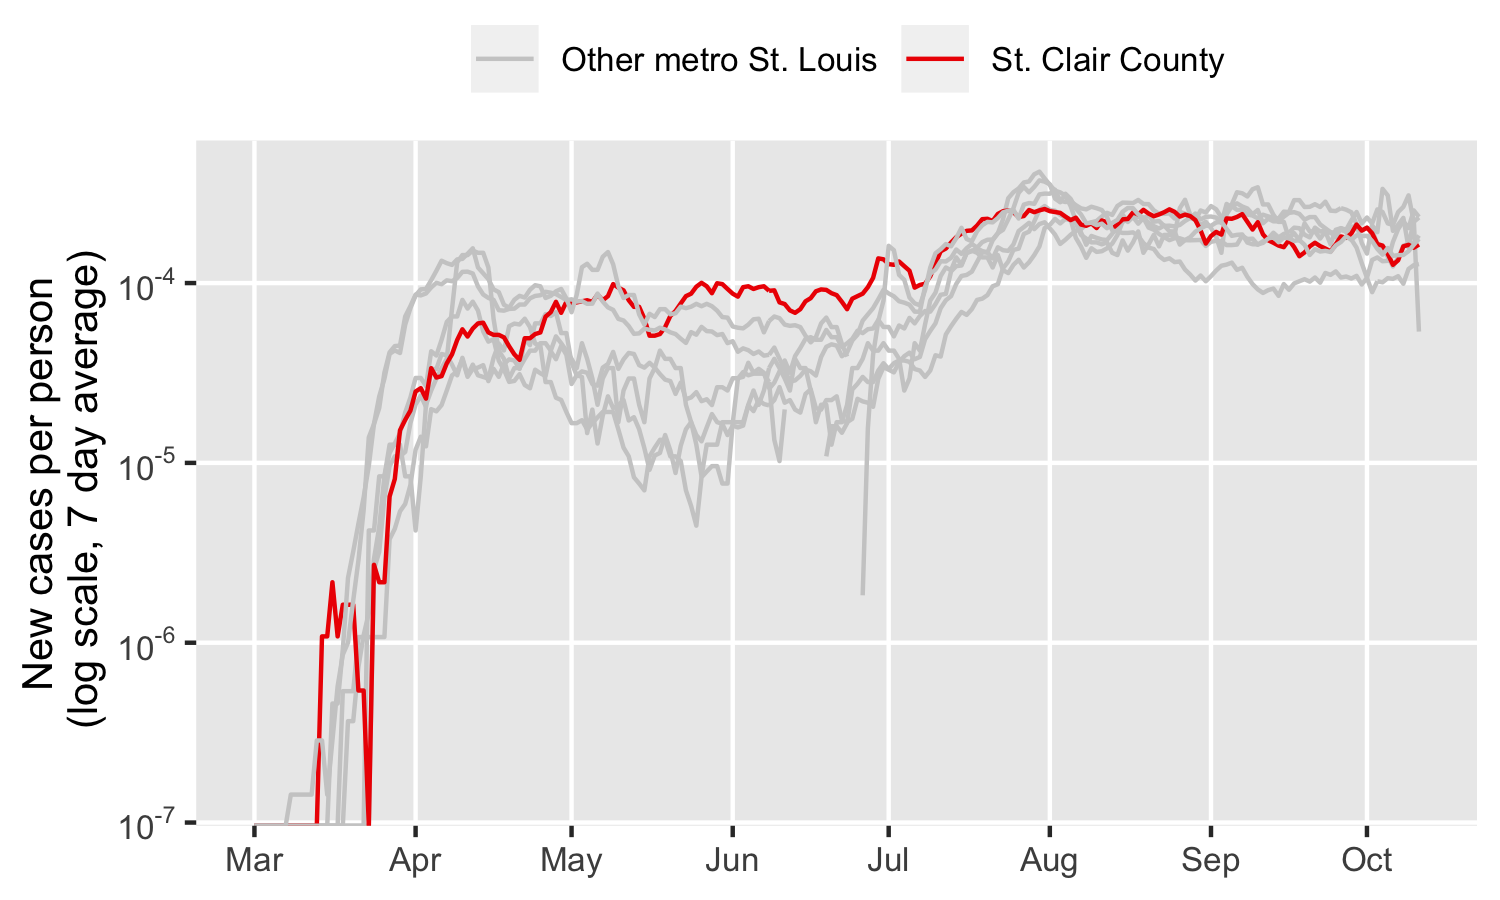 Other metro St. Louis St. Clair County
New cases per person
(log scale, 7 day average)
10⁻⁴
10⁻⁵
10⁻⁶
10⁻⁷
Mar Apr May Jun Jul Aug Sep Oct